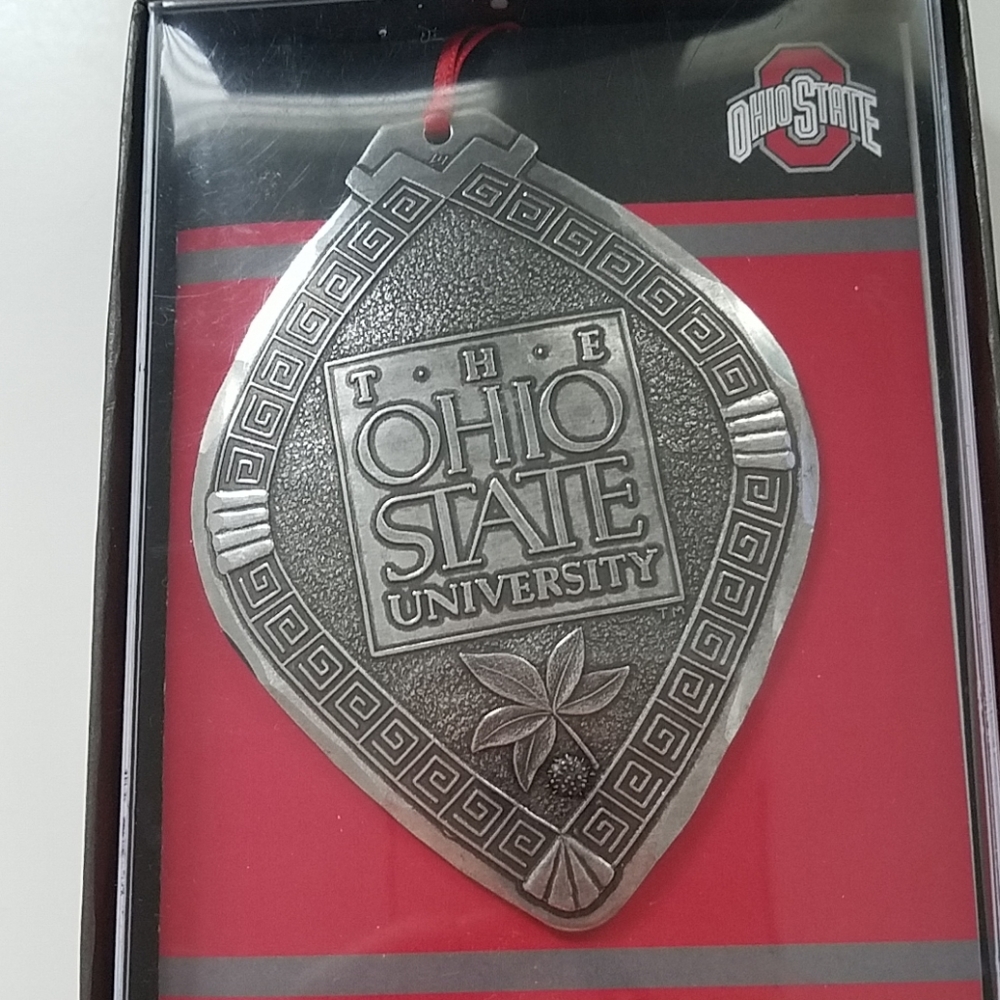 OHIO STATE
T · H · E
OHIO
STATE
UNIVERSITY
TM